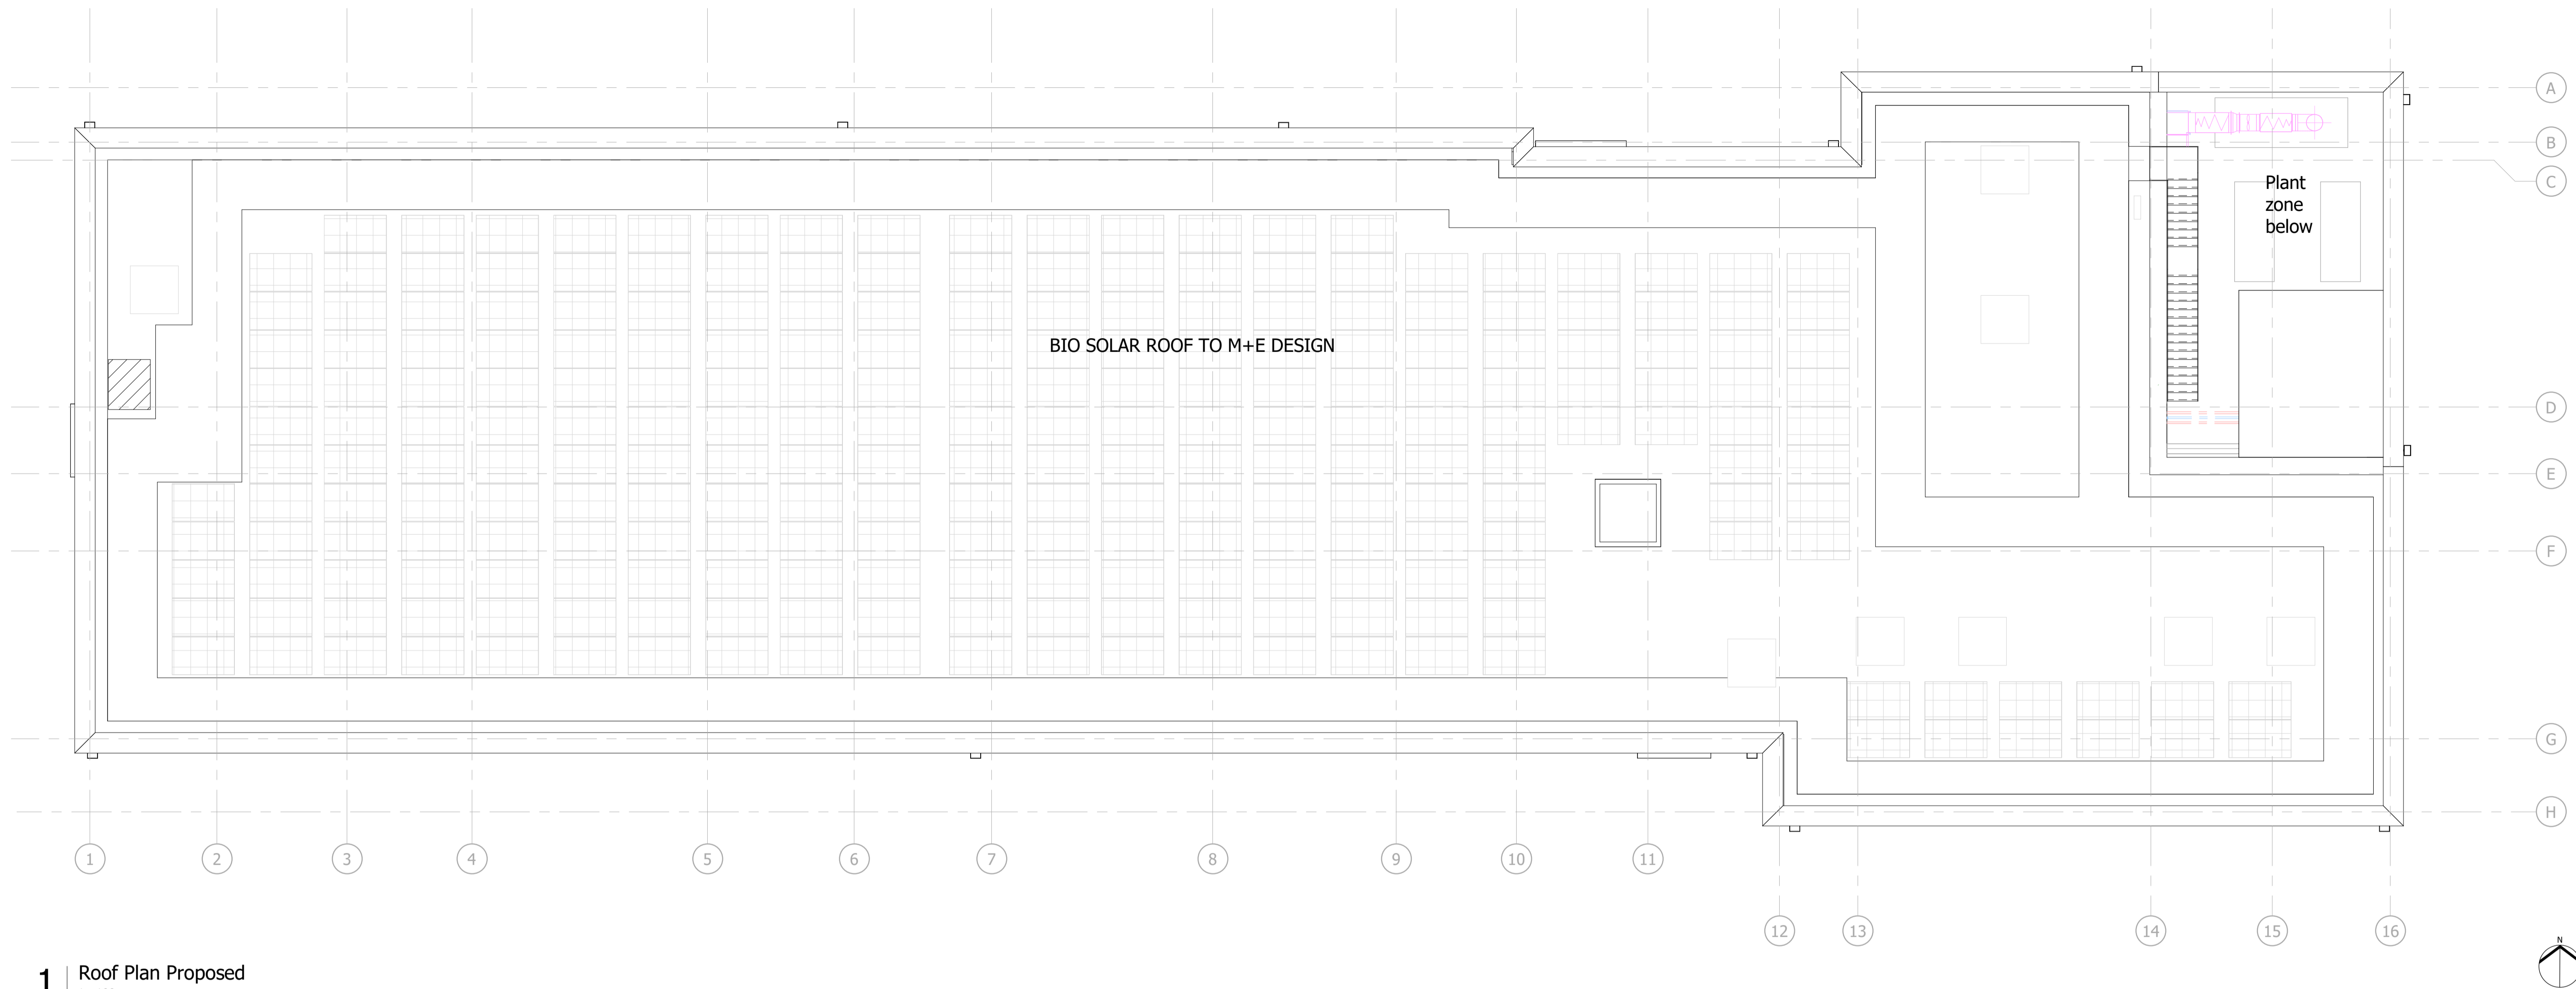 A
B
C
Plant
zone
below
BIO SOLAR ROOF TO M+E DESIGN
D
E
F
G
H
1
2
3
4
5
6
7
8
9
10
11
12
13
14
15
16
N
1
Roof Plan Proposed